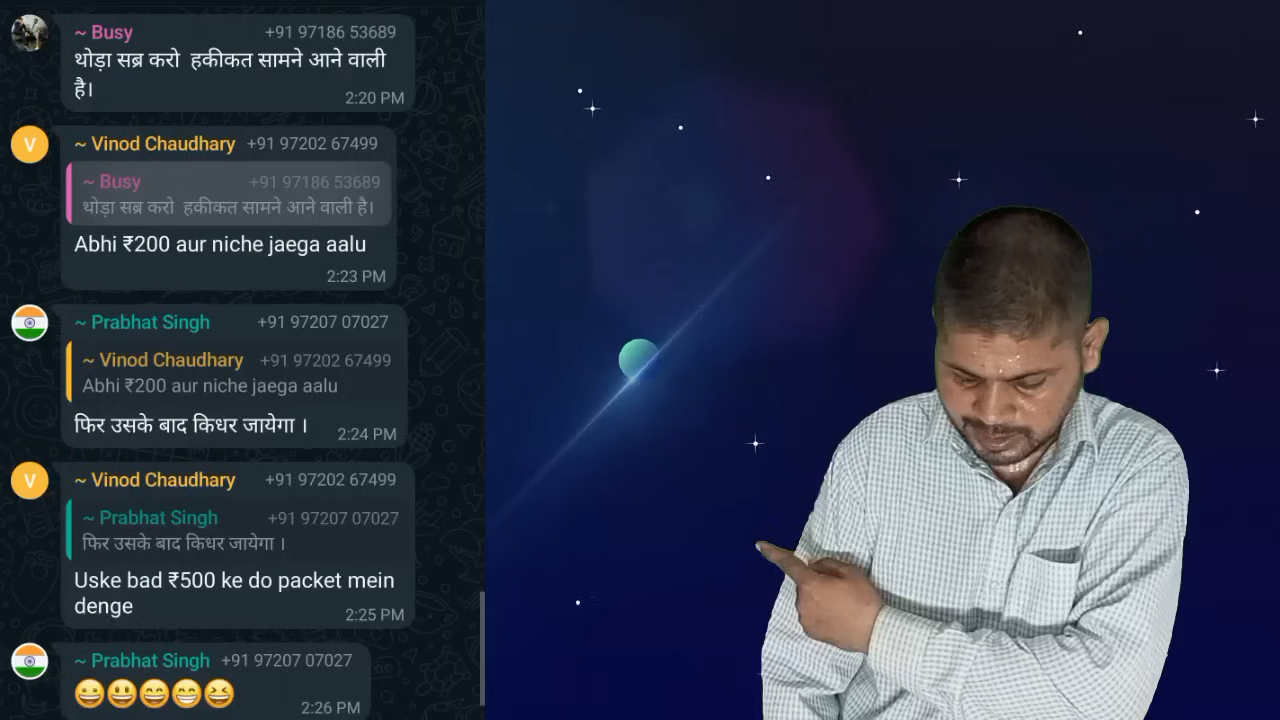 ~ Busy +91 97186 53689
थोड़ा सब्र करो हकीकत सामने आने वाली
है।
2:20 PM
V
~ Vinod Chaudhary +91 97202 67499
~ Busy +91 97186 53689
थोड़ा सब्र करो हकीकत सामने आने वाली है।
Abhi ₹200 aur niche jaega aalu
2:23 PM
~ Prabhat Singh +91 97207 07027
~ Vinod Chaudhary +91 97202 67499
Abhi ₹200 aur niche jaega aalu
फिर उसके बाद किधर जायेगा ।
2:24 PM
V
~ Vinod Chaudhary +91 97202 67499
~ Prabhat Singh +91 97207 07027
फिर उसके बाद किधर जायेगा ।
Uske bad ₹500 ke do packet mein
denge
2:25 PM
~ Prabhat Singh +91 97207 07027
😀😃😄😁😆
2:26 PM